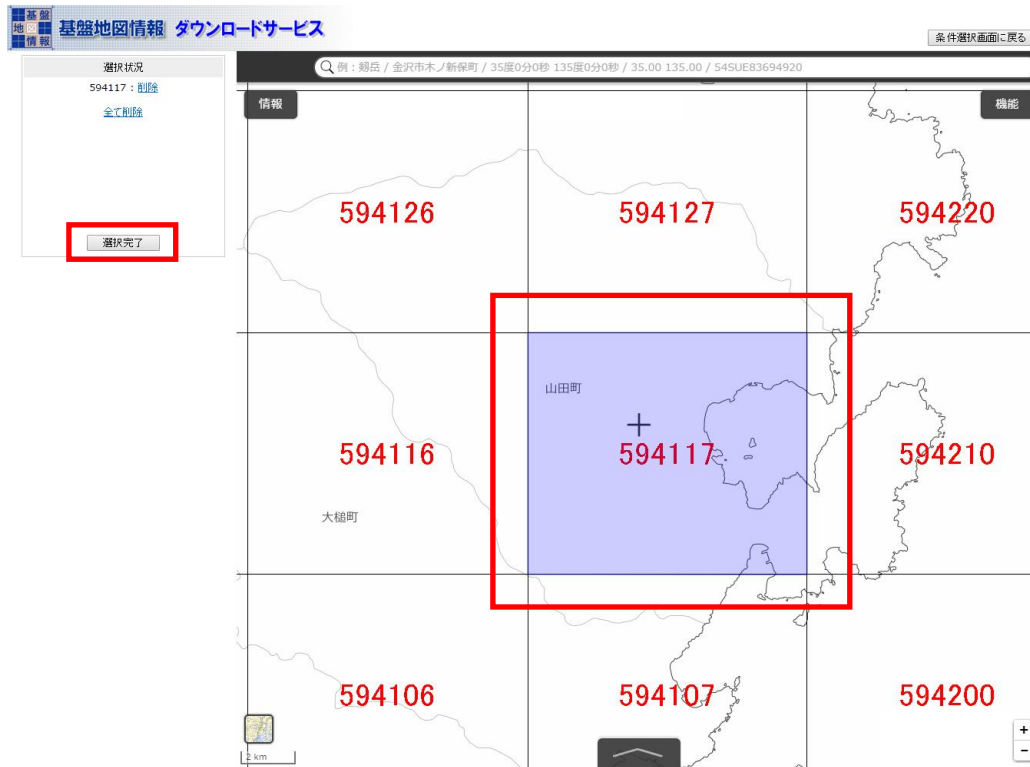 基盤
地図
情報
基盤地図情報 ダウンロードサービス
条件選択画面に戻る
選択状況
594117：削除
全て削除
選択完了
例：剱岳 / 金沢市木ノ新保町 / 35度0分0秒 135度0分0秒 / 35.00 135.00 / 54SUE83694920
情報
機能
594126
594127
594220
山田町
594116
594117
594210
大槌町
594106
594107
594200
2 km
+
−